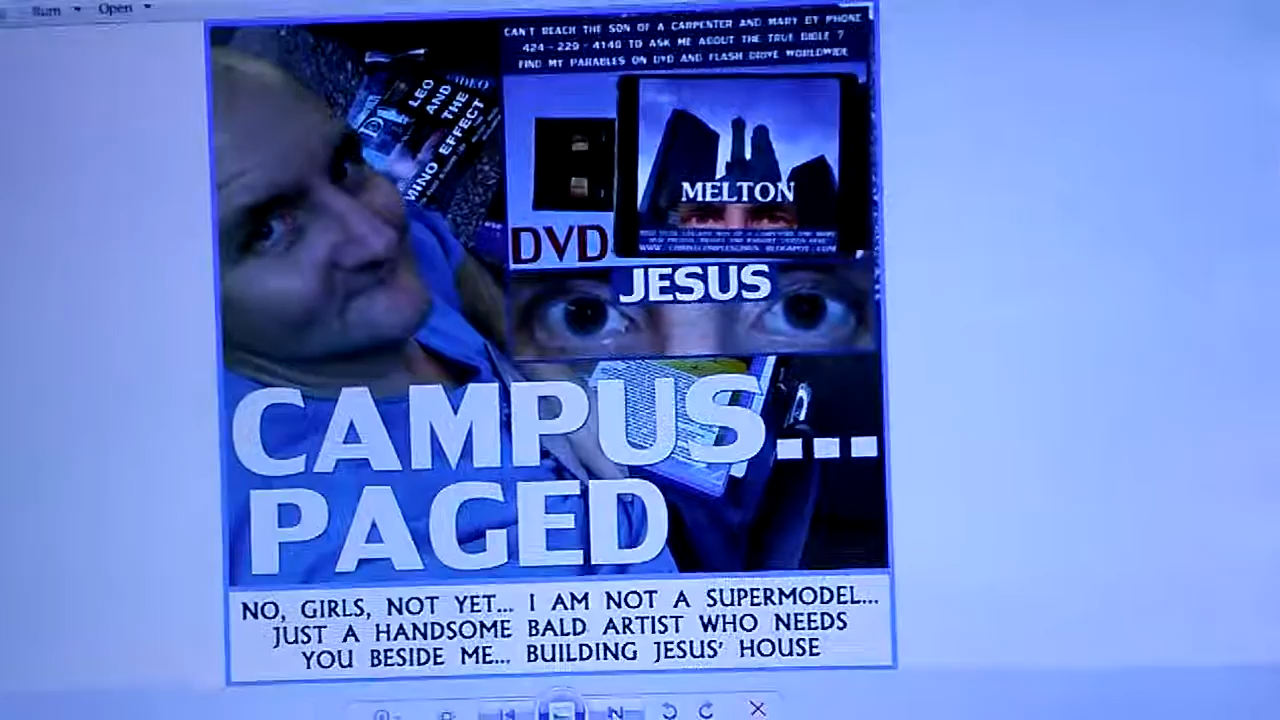 Burn
Open
CAN'T REACH THE SON OF A CARPENTER AND MARY BY PHONE
424 - 229 - 4140 TO ASK ME ABOUT THE TRUE BIBLE ?
FIND MY PARABLES ON DVD AND FLASH DRIVE WORLDWIDE
LEO
AND
THE
MINO EFFECT
MELTON
DVD
JESUS
CAMPUS...
PAGED
NO, GIRLS, NOT YET... I AM NOT A SUPERMODEL...
JUST A HANDSOME BALD ARTIST WHO NEEDS
YOU BESIDE ME... BUILDING JESUS' HOUSE